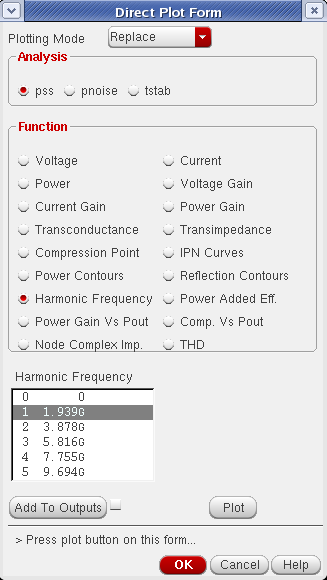 Direct Plot Form
Plotting Mode Replace
Analysis
pss pnoise tstab
Function
Voltage Current
Power Voltage Gain
Current Gain Power Gain
Transconductance Transimpedance
Compression Point IPN Curves
Power Contours Reflection Contours
Harmonic Frequency Power Added Eff.
Power Gain Vs Pout Comp. Vs Pout
Node Complex Imp. THD
Harmonic Frequency
0 0
1 1.939G
2 3.878G
3 5.816G
4 7.755G
5 9.694G
Add To Outputs Plot
> Press plot button on this form...
OK Cancel Help